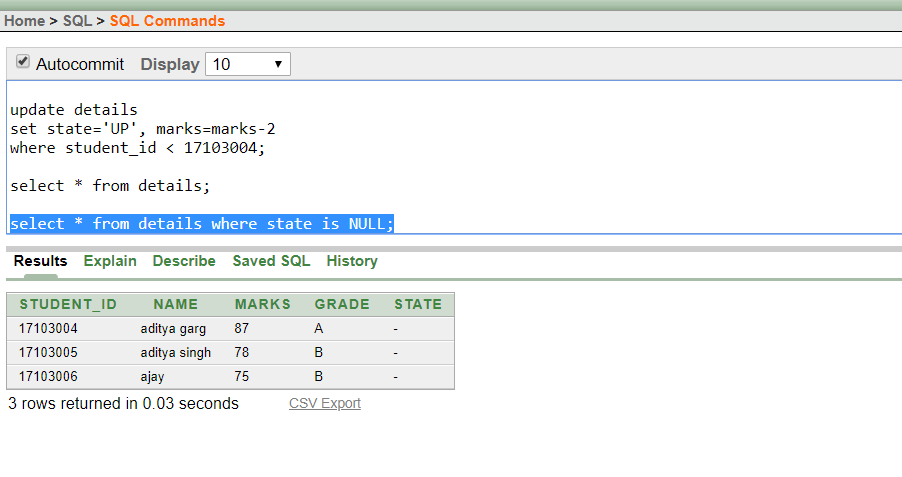 Home > SQL > SQL Commands
Autocommit Display 10
update details
set state='UP', marks=marks-2
where student_id < 17103004;
select * from details;
select * from details where state is NULL;
Results Explain Describe Saved SQL History
STUDENT_ID NAME MARKS GRADE STATE
17103004 aditya garg 87 A -
17103005 aditya singh 78 B -
17103006 ajay 75 B -
3 rows returned in 0.03 seconds CSV Export